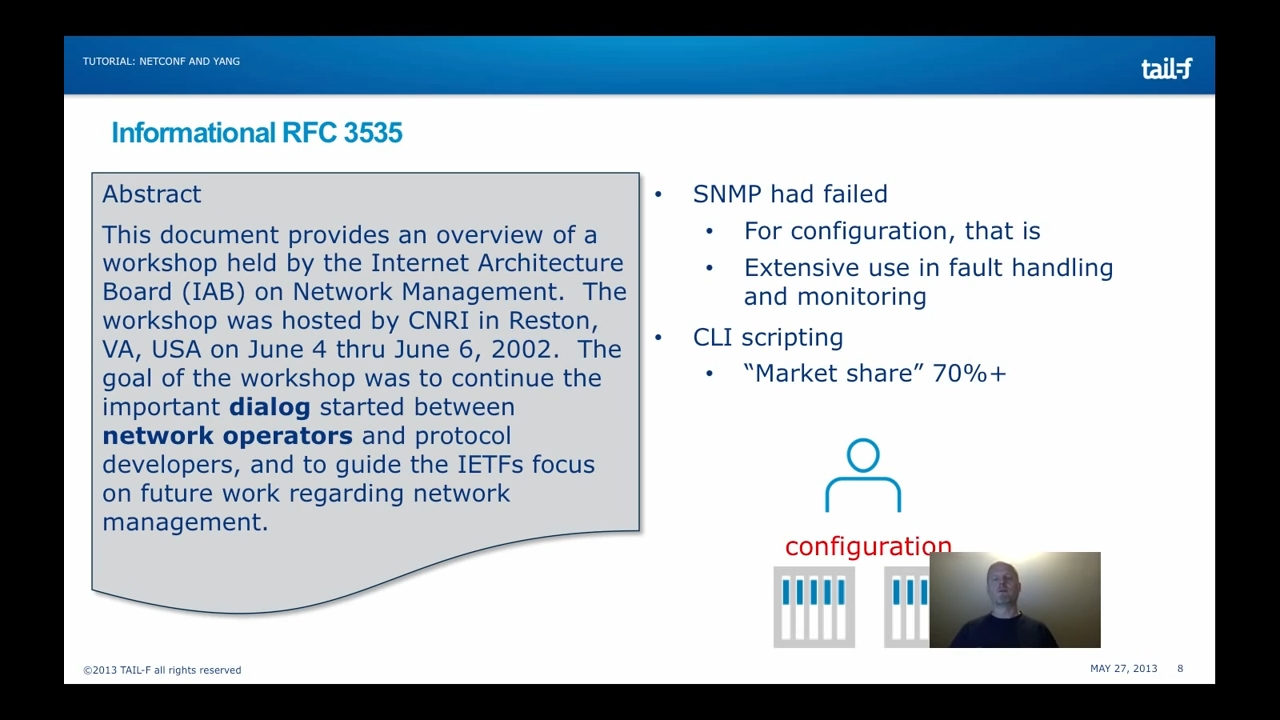 TUTORIAL: NETCONF AND YANG
tail-f
Informational RFC 3535
Abstract
This document provides an overview of a
workshop held by the Internet Architecture
Board (IAB) on Network Management.  The
workshop was hosted by CNRI in Reston,
VA, USA on June 4 thru June 6, 2002.  The
goal of the workshop was to continue the
important dialog started between
network operators and protocol
developers, and to guide the IETFs focus
on future work regarding network
management.
• SNMP had failed
• For configuration, that is
• Extensive use in fault handling
and monitoring
• CLI scripting
• “Market share” 70%+
configuration
©2013 TAIL-F all rights reserved
MAY 27, 2013 8